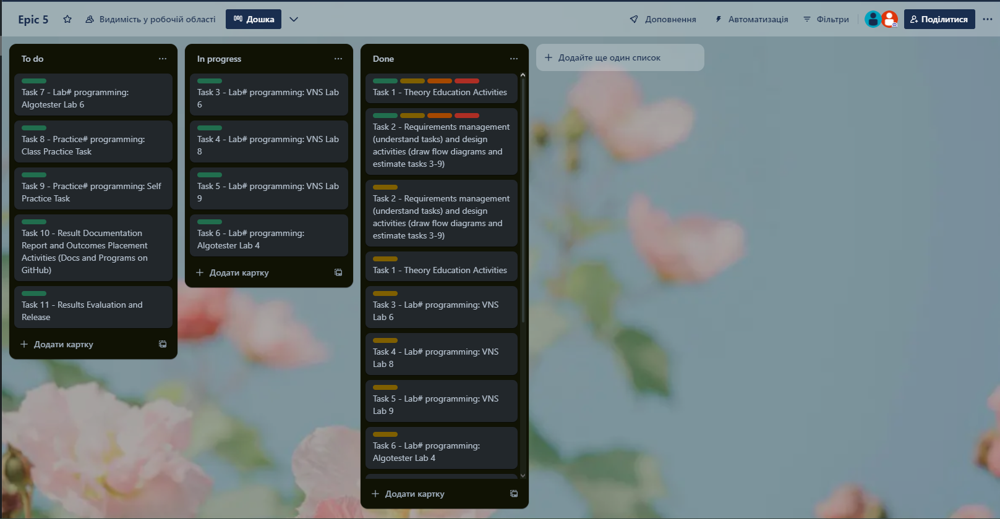 Epic 5
Видимість у робочій області
Дошка
Доповнення
Автоматизація
Фільтри
Поділитися
To do
Task 7 - Lab# programming:
Algotester Lab 6
Task 8 - Practice# programming:
Class Practice Task
Task 9 - Practice# programming: Self
Practice Task
Task 10 - Result Documentation
Report and Outcomes Placement
Activities (Docs and Programs on
GitHub)
Task 11 - Results Evaluation and
Release
Додати картку
In progress
Task 3 - Lab# programming: VNS Lab
6
Task 4 - Lab# programming: VNS Lab
8
Task 5 - Lab# programming: VNS Lab
9
Task 6 - Lab# programming:
Algotester Lab 4
Додати картку
Done
Task 1 - Theory Education Activities
Task 2 - Requirements management
(understand tasks) and design
activities (draw flow diagrams and
estimate tasks 3-9)
Task 2 - Requirements management
(understand tasks) and design
activities (draw flow diagrams and
estimate tasks 3-9)
Task 1 - Theory Education Activities
Task 3 - Lab# programming: VNS
Lab 6
Task 4 - Lab# programming: VNS
Lab 8
Task 5 - Lab# programming: VNS
Lab 9
Task 6 - Lab# programming:
Algotester Lab 4
Додати картку
Додайте ще один список